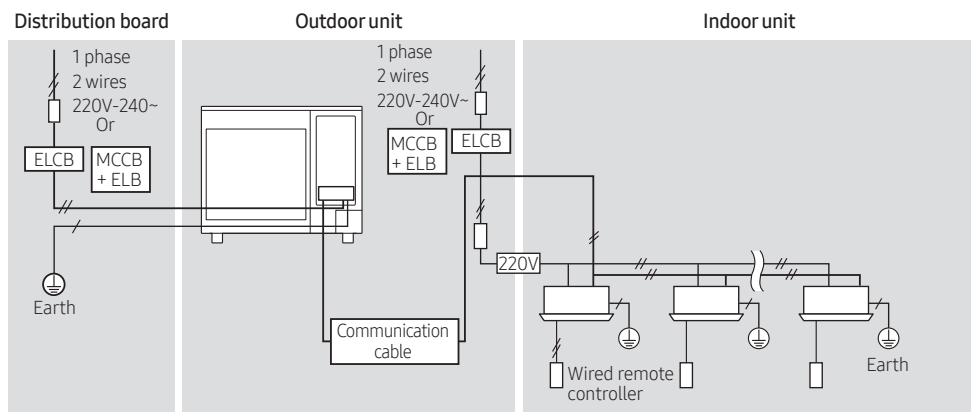 Distribution board
Outdoor unit
Indoor unit
1 phase
2 wires
220V-240~
Or
ELCB
MCCB
+ ELB
Earth
1 phase
2 wires
220V-240V~
Or
MCCB
+ ELB
ELCB
220V
Communication
cable
Wired remote
controller
Earth